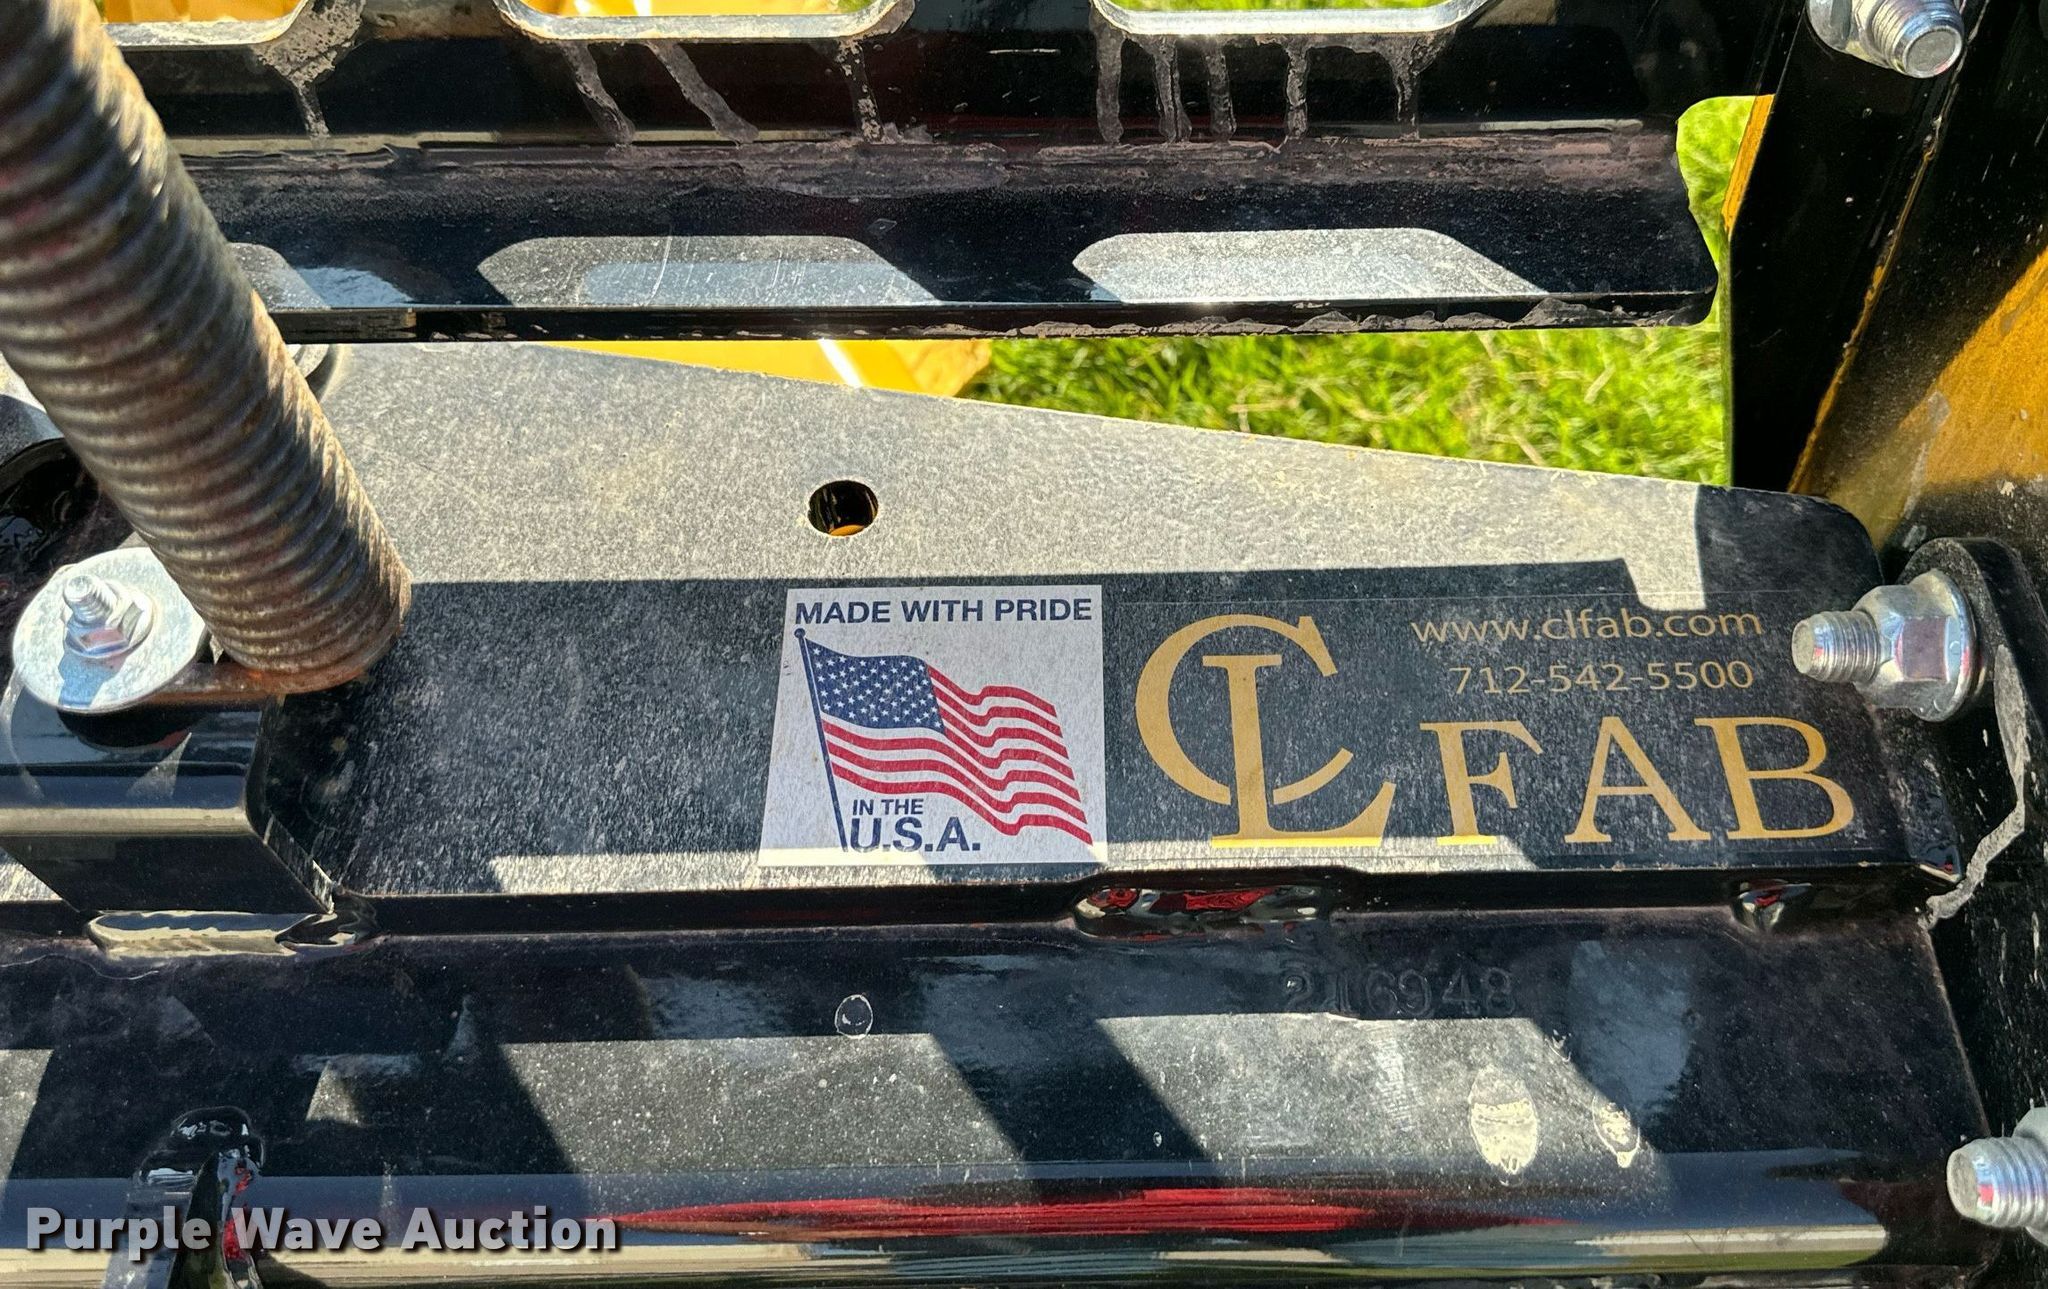 MADE WITH PRIDE
IN THE
U.S.A.
www.clfab.com
712-542-5500
CL FAB
216948
Purple Wave Auction